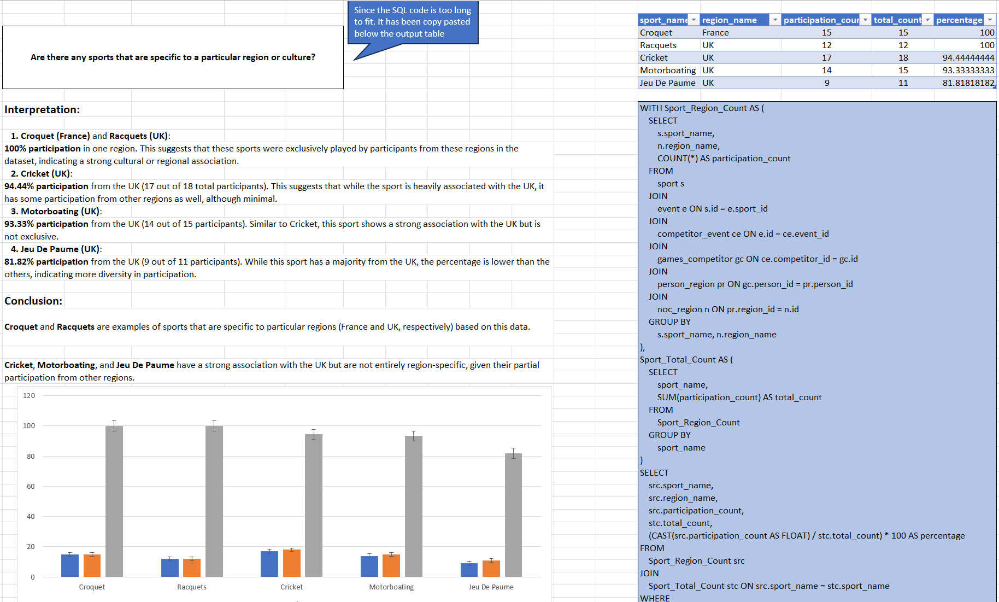 Since the SQL code is too long
to fit. It has been copy pasted
below the output table
Are there any sports that are specific to a particular region or culture?
Interpretation:
1. Croquet (France) and Racquets (UK):
100% participation in one region. This suggests that these sports were exclusively played by participants from these regions in the
dataset, indicating a strong cultural or regional association.
2. Cricket (UK):
94.44% participation from the UK (17 out of 18 total participants). This suggests that while the sport is heavily associated with the UK, it
has some participation from other regions as well, although minimal.
3. Motorboating (UK):
93.33% participation from the UK (14 out of 15 participants). Similar to Cricket, this sport shows a strong association with the UK but is
not exclusive.
4. Jeu De Paume (UK):
81.82% participation from the UK (9 out of 11 participants). While this sport has a majority from the UK, the percentage is lower than the
others, indicating more diversity in participation.
Conclusion:
Croquet and Racquets are examples of sports that are specific to particular regions (France and UK, respectively) based on this data.
Cricket, Motorboating, and Jeu De Paume have a strong association with the UK but are not entirely region-specific, given their partial
participation from other regions.
120
100
80
60
40
20
0
Croquet Racquets Cricket Motorboating Jeu De Paume
sport_name region_name participation_cour total_count percentage
Croquet France 15 15 100
Racquets UK 12 12 100
Cricket UK 17 18 94.44444444
Motorboating UK 14 15 93.33333333
Jeu De Paume UK 9 11 81.81818182
WITH Sport_Region_Count AS (
SELECT
s.sport_name,
n.region_name,
COUNT(*) AS participation_count
FROM
sport s
JOIN
event e ON s.id = e.sport_id
JOIN
competitor_event ce ON e.id = ce.event_id
JOIN
games_competitor gc ON ce.competitor_id = gc.id
JOIN
person_region pr ON gc.person_id = pr.person_id
JOIN
noc_region n ON pr.region_id = n.id
GROUP BY
s.sport_name, n.region_name
),
Sport_Total_Count AS (
SELECT
sport_name,
SUM(participation_count) AS total_count
FROM
Sport_Region_Count
GROUP BY
sport_name
)
SELECT
src.sport_name,
src.region_name,
src.participation_count,
stc.total_count,
(CAST(src.participation_count AS FLOAT) / stc.total_count) * 100 AS percentage
FROM
Sport_Region_Count src
JOIN
Sport_Total_Count stc ON src.sport_name = stc.sport_name
WHERE